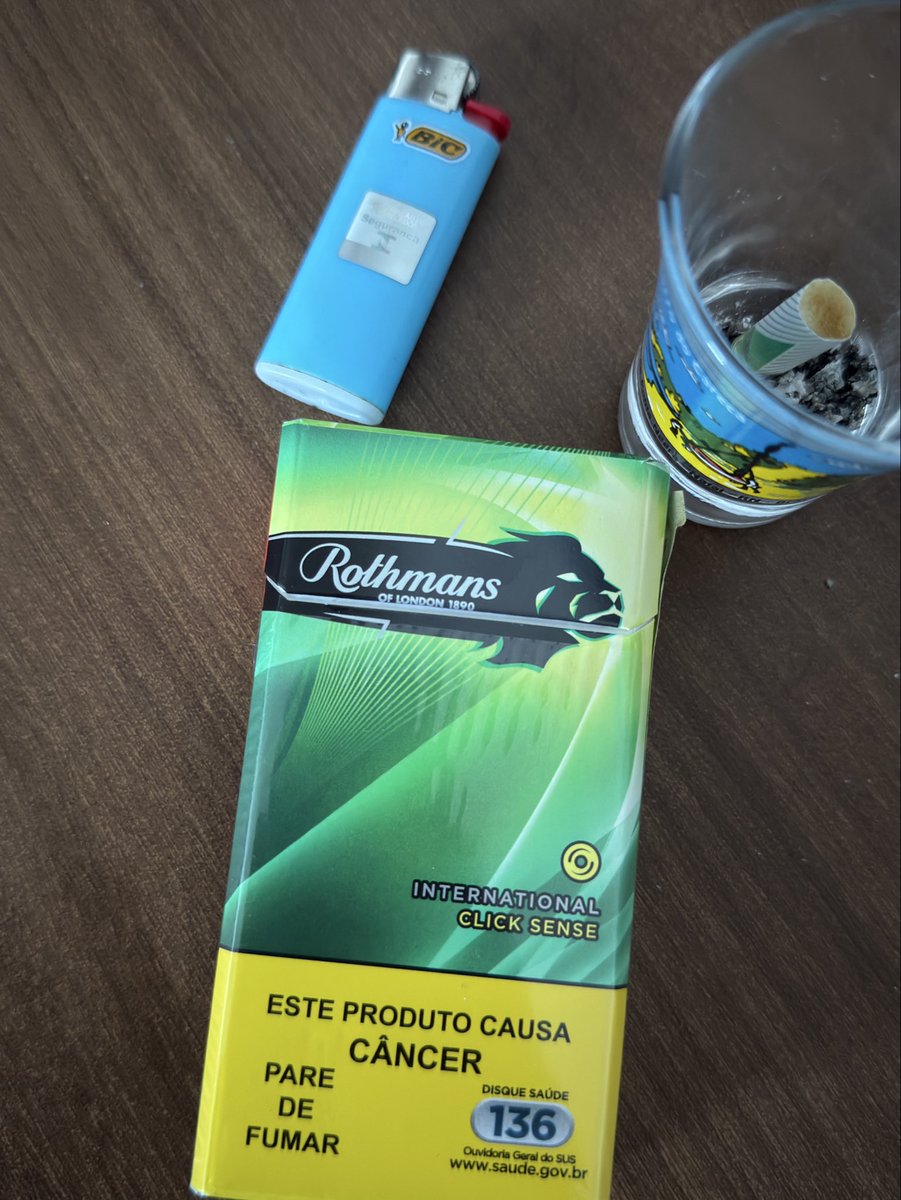 BIC
Segurança
Rothmans
OF LONDON 1890
INTERNATIONAL
CLICK SENSE
ESTE PRODUTO CAUSA
CÂNCER
PARE
DE
FUMAR
DISQUE SAÚDE
136
Ouvidoria Geral do SUS
www.saude.gov.br